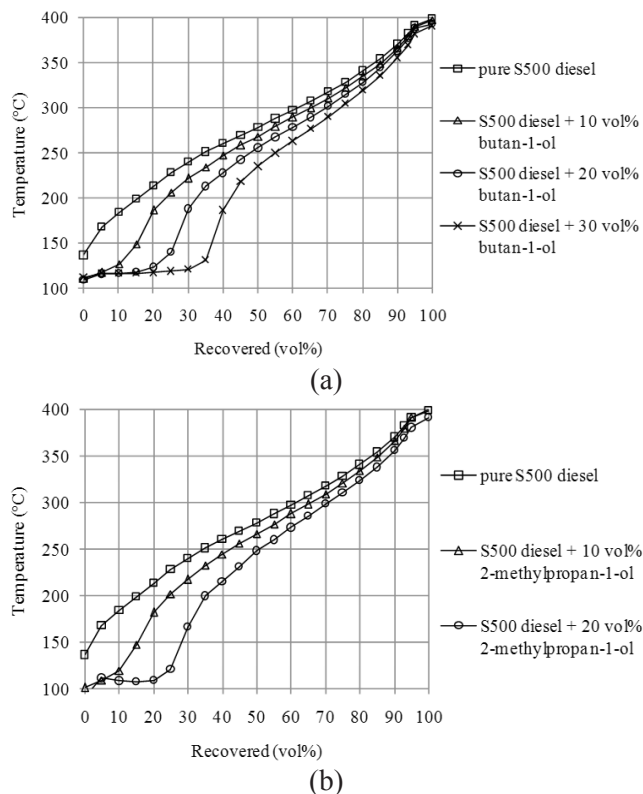 400
350
300
250
200
150
100
Temperature (°C)
0 10 20 30 40 50 60 70 80 90 100
Recovered (vol%)
pure S500 diesel
S500 diesel + 10 vol%
butan-1-ol
S500 diesel + 20 vol%
butan-1-ol
S500 diesel + 30 vol%
butan-1-ol
(a)
400
350
300
250
200
150
100
Temperature (°C)
0 10 20 30 40 50 60 70 80 90 100
Recovered (vol%)
pure S500 diesel
S500 diesel + 10 vol%
2-methylpropan-1-ol
S500 diesel + 20 vol%
2-methylpropan-1-ol
(b)